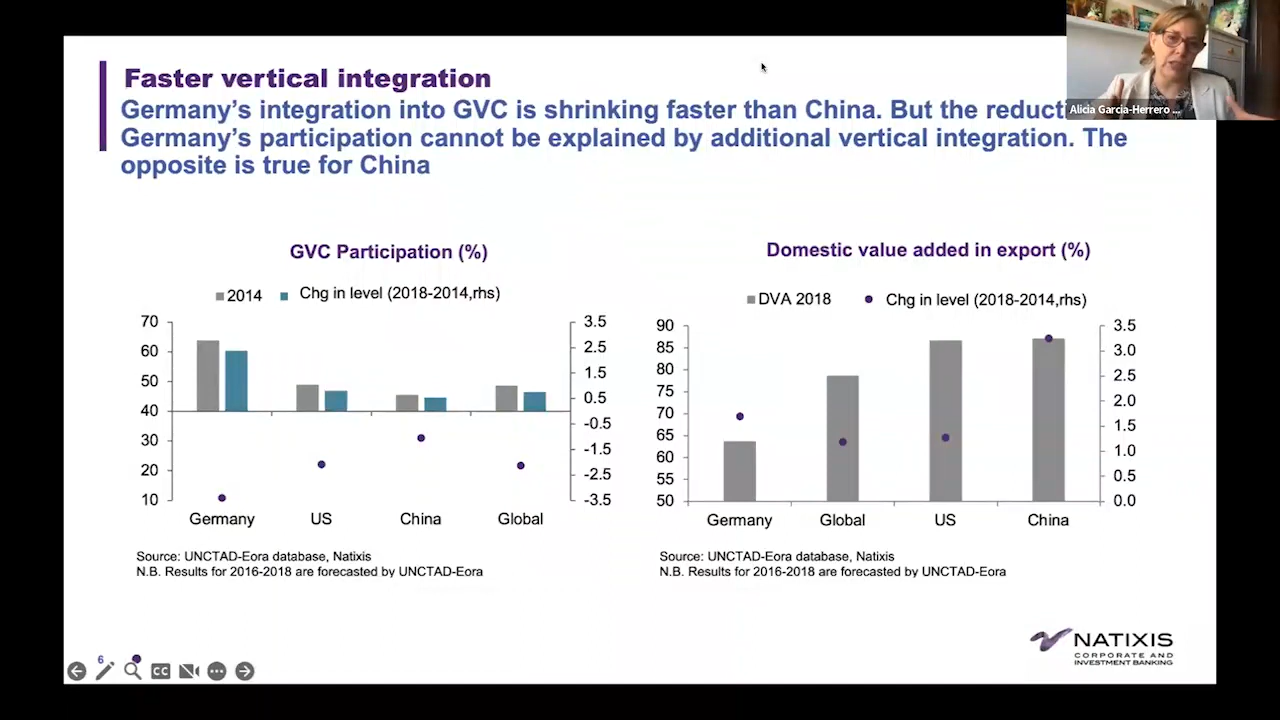 Faster vertical integration
Germany's integration into GVC is shrinking faster than China. But the
Germany's participation cannot be explained by additional vertical integration. The
opposite is true for China
Alicia Garcia-Herrero ...
GVC Participation (%)
2014 Chg in level (2018-2014,rhs)
70 3.5
60 2.5
50 1.5
40 0.5
-0.5
30 -1.5
20 -2.5
10 -3.5
Germany US China Global
Source: UNCTAD-Eora database, Natixis
N.B. Results for 2016-2018 are forecasted by UNCTAD-Eora
Domestic value added in export (%)
DVA 2018 Chg in level (2018-2014,rhs)
90 3.5
85 3.0
80 2.5
75 2.0
70 1.5
65 1.0
60 0.5
55 0.0
50
Germany Global US China
Source: UNCTAD-Eora database, Natixis
N.B. Results for 2016-2018 are forecasted by UNCTAD-Eora
6
CC
NATIXIS
CORPORATE AND
INVESTMENT BANKING